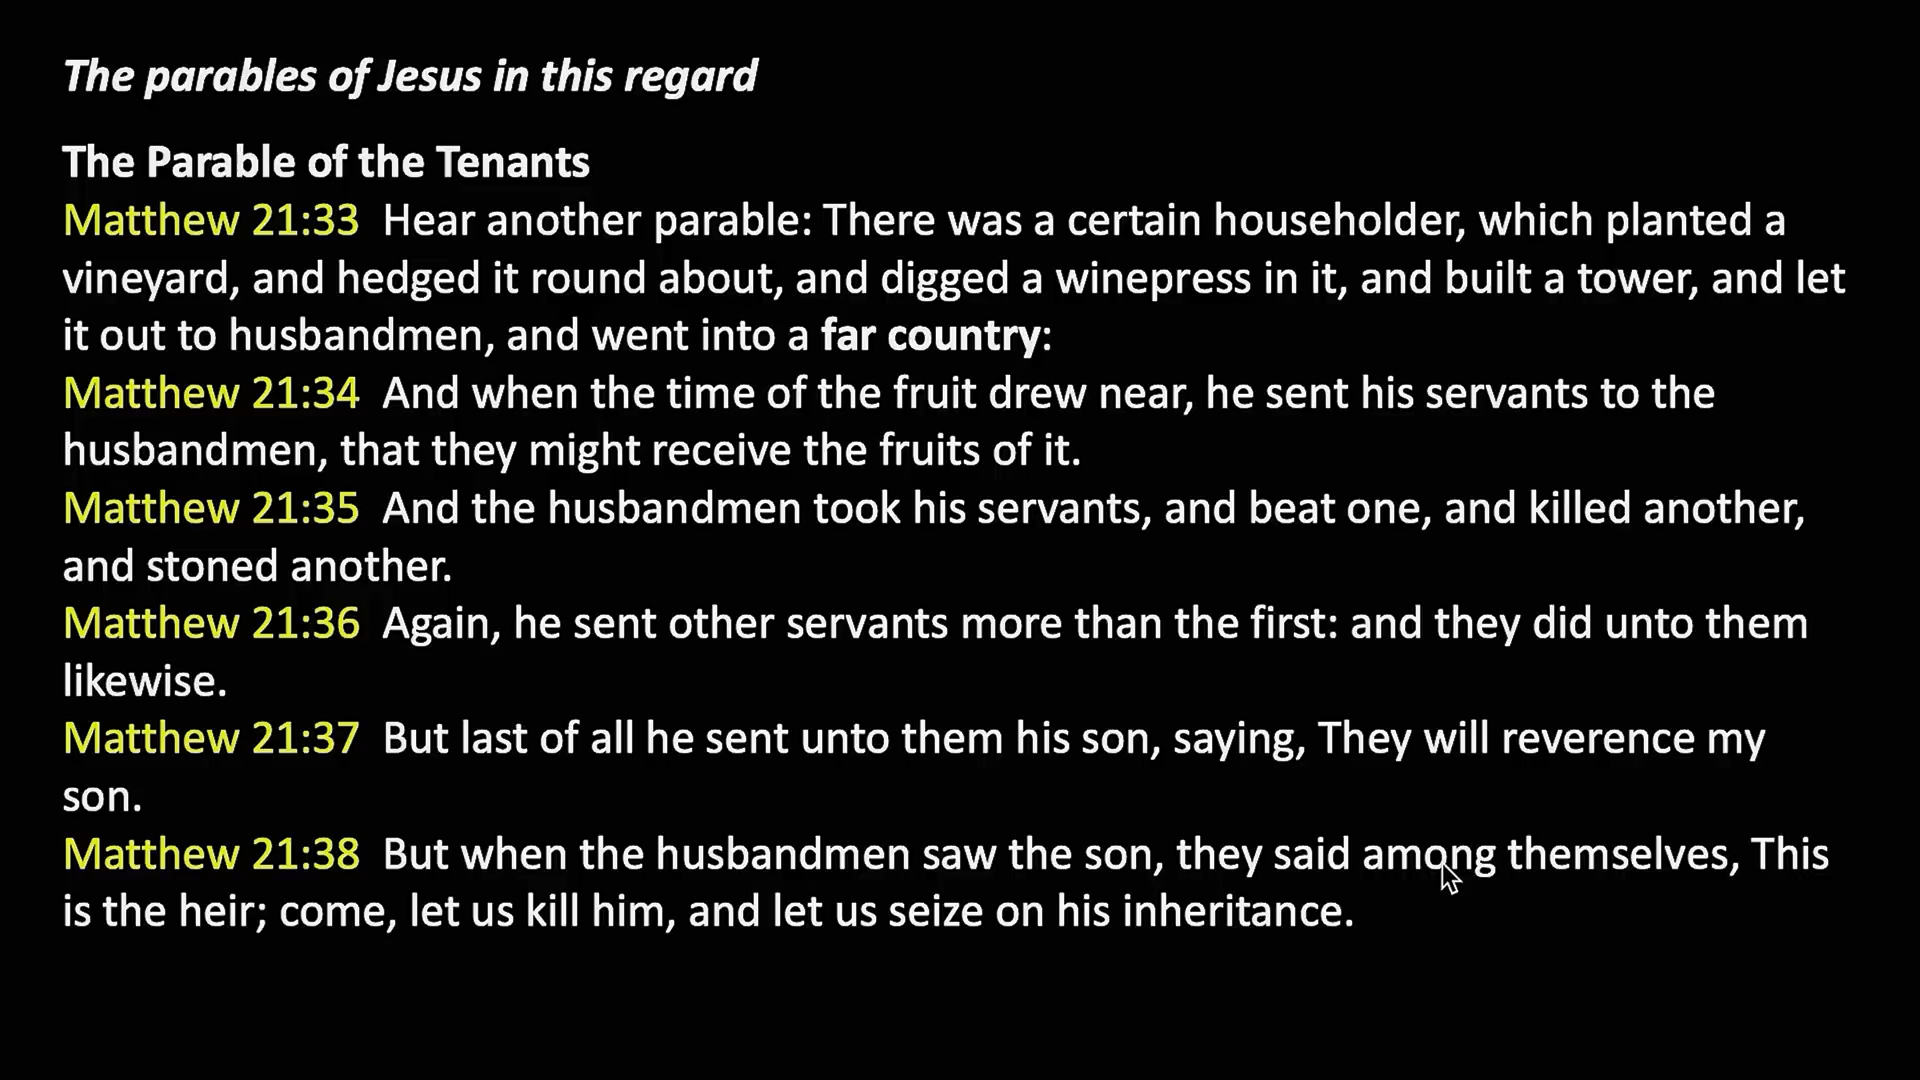 The parables of Jesus in this regard
The Parable of the Tenants
Matthew 21:33  Hear another parable: There was a certain householder, which planted a
vineyard, and hedged it round about, and digged a winepress in it, and built a tower, and let
it out to husbandmen, and went into a far country:
Matthew 21:34  And when the time of the fruit drew near, he sent his servants to the
husbandmen, that they might receive the fruits of it.
Matthew 21:35  And the husbandmen took his servants, and beat one, and killed another,
and stoned another.
Matthew 21:36  Again, he sent other servants more than the first: and they did unto them
likewise.
Matthew 21:37  But last of all he sent unto them his son, saying, They will reverence my
son.
Matthew 21:38  But when the husbandmen saw the son, they said among themselves, This
is the heir; come, let us kill him, and let us seize on his inheritance.